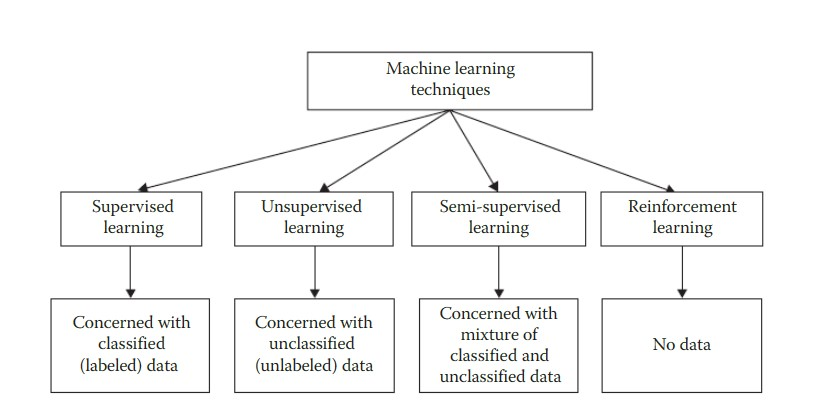 Machine learning
techniques
Supervised
learning
Unsupervised
learning
Semi-supervised
learning
Reinforcement
learning
Concerned with
classified
(labeled) data
Concerned with
unclassified
(unlabeled) data
Concerned with
mixture of
classified and
unclassified data
No data